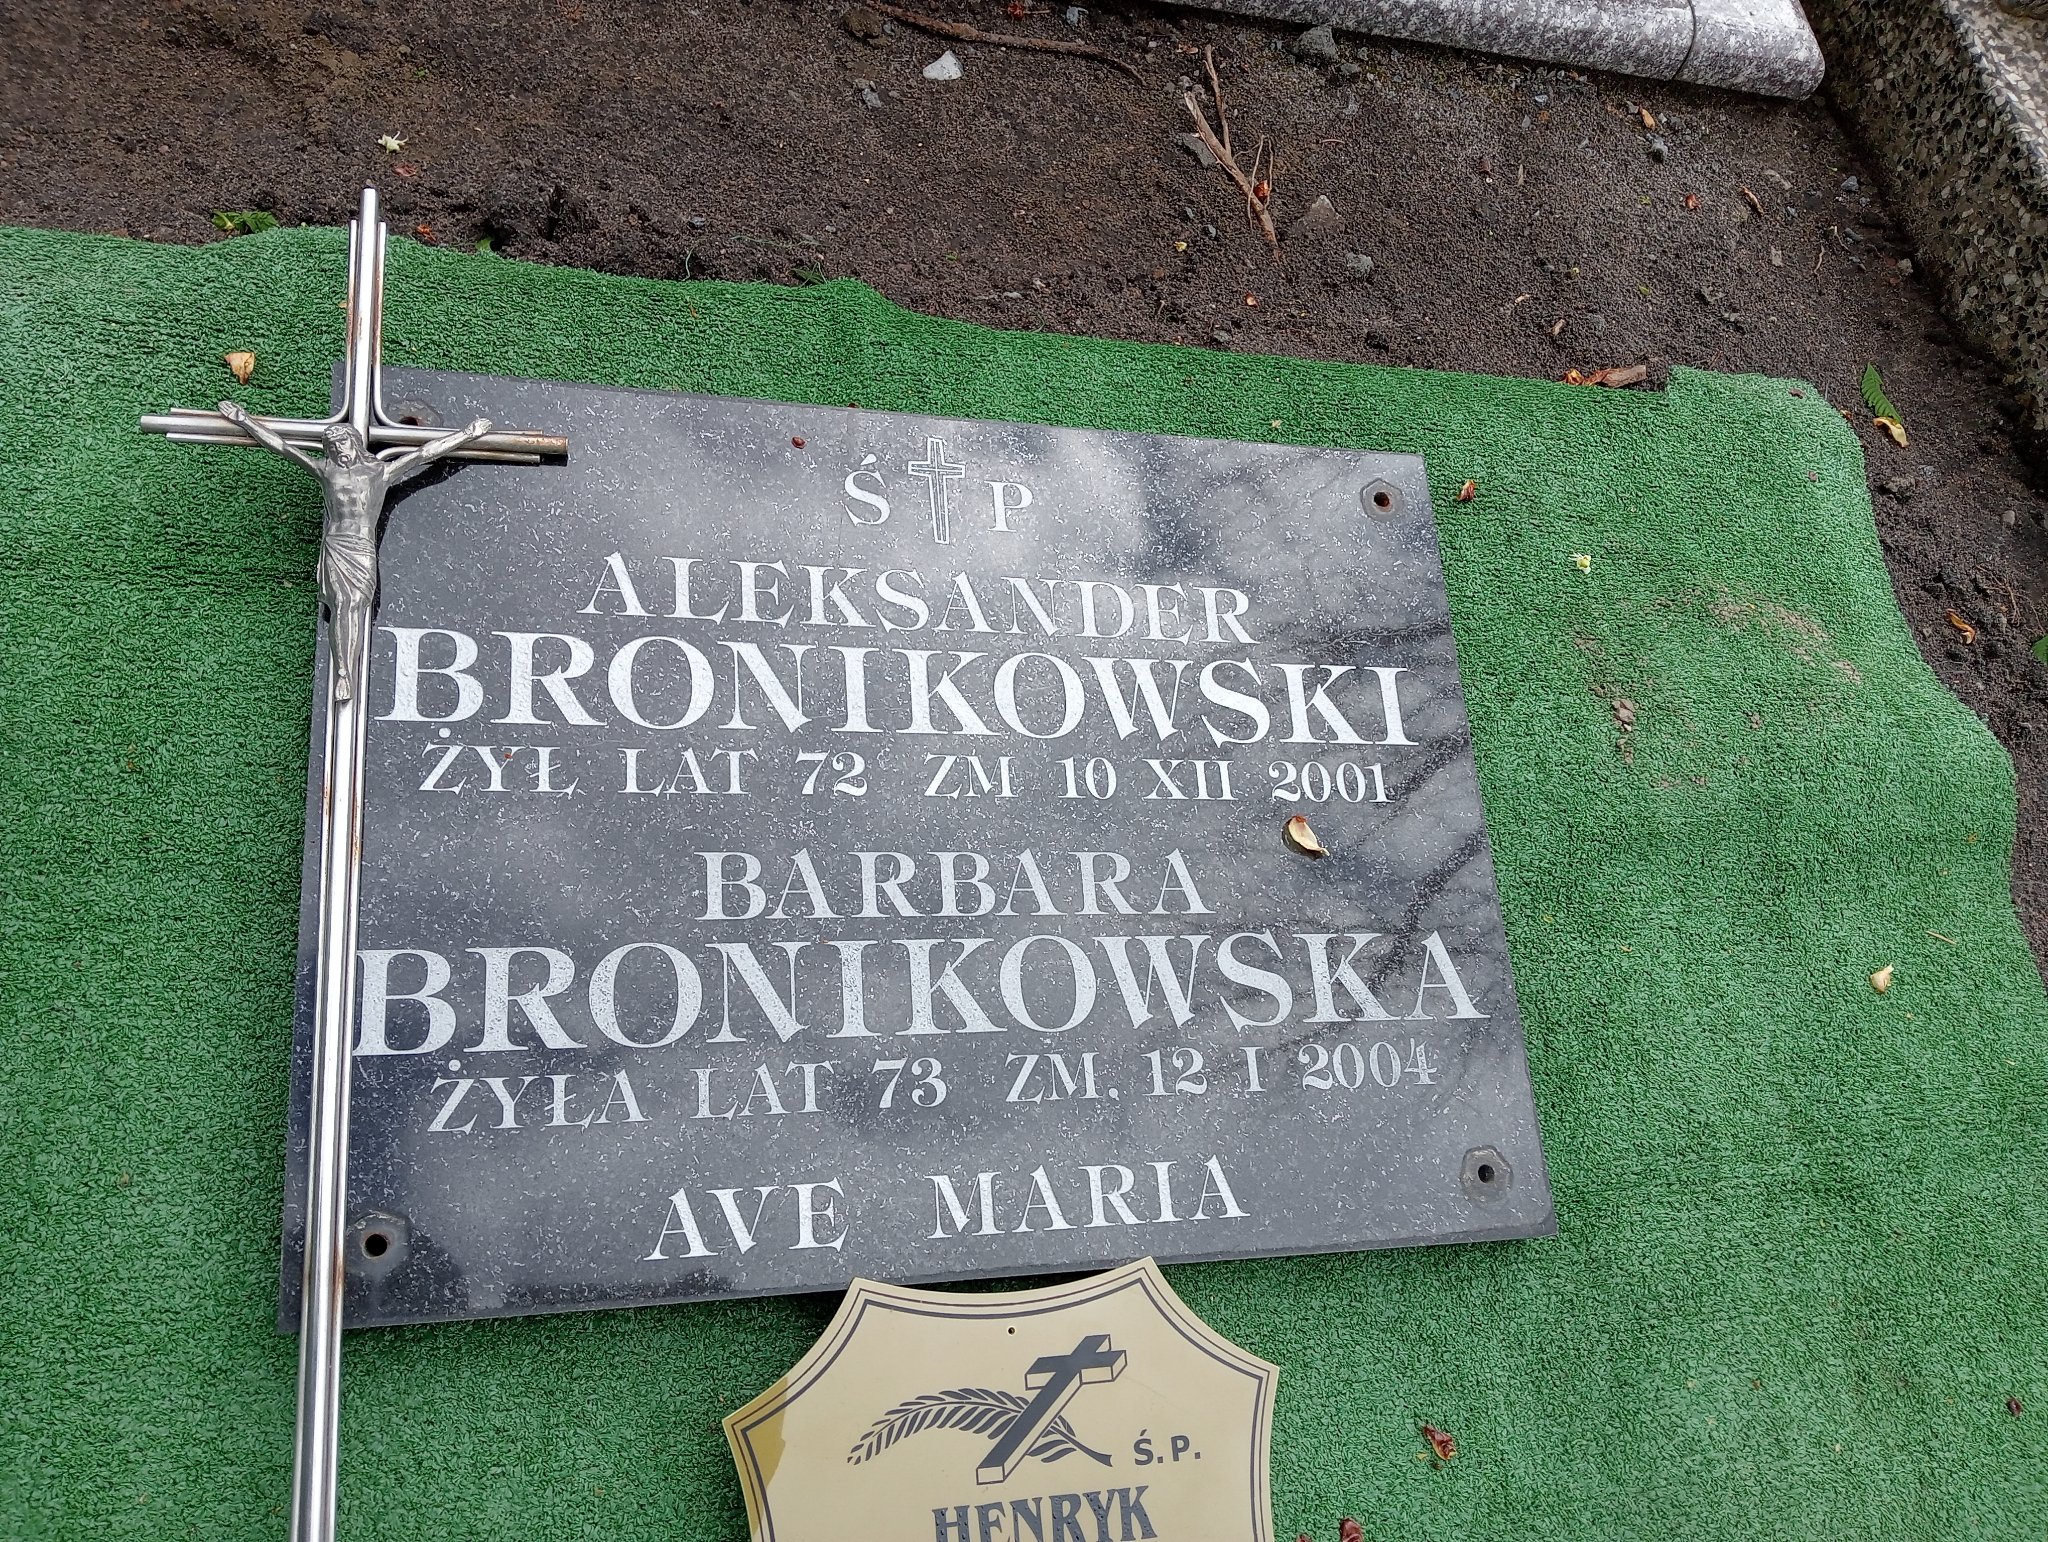 Ś P
ALEKSANDER
BRONIKOWSKI
ŻYŁ LAT 72 ZM 10 XII 2001
BARBARA
BRONIKOWSKA
ŻYŁA LAT 73 ZM. 12 I 2004
AVE MARIA
Ś.P.
HENRYK